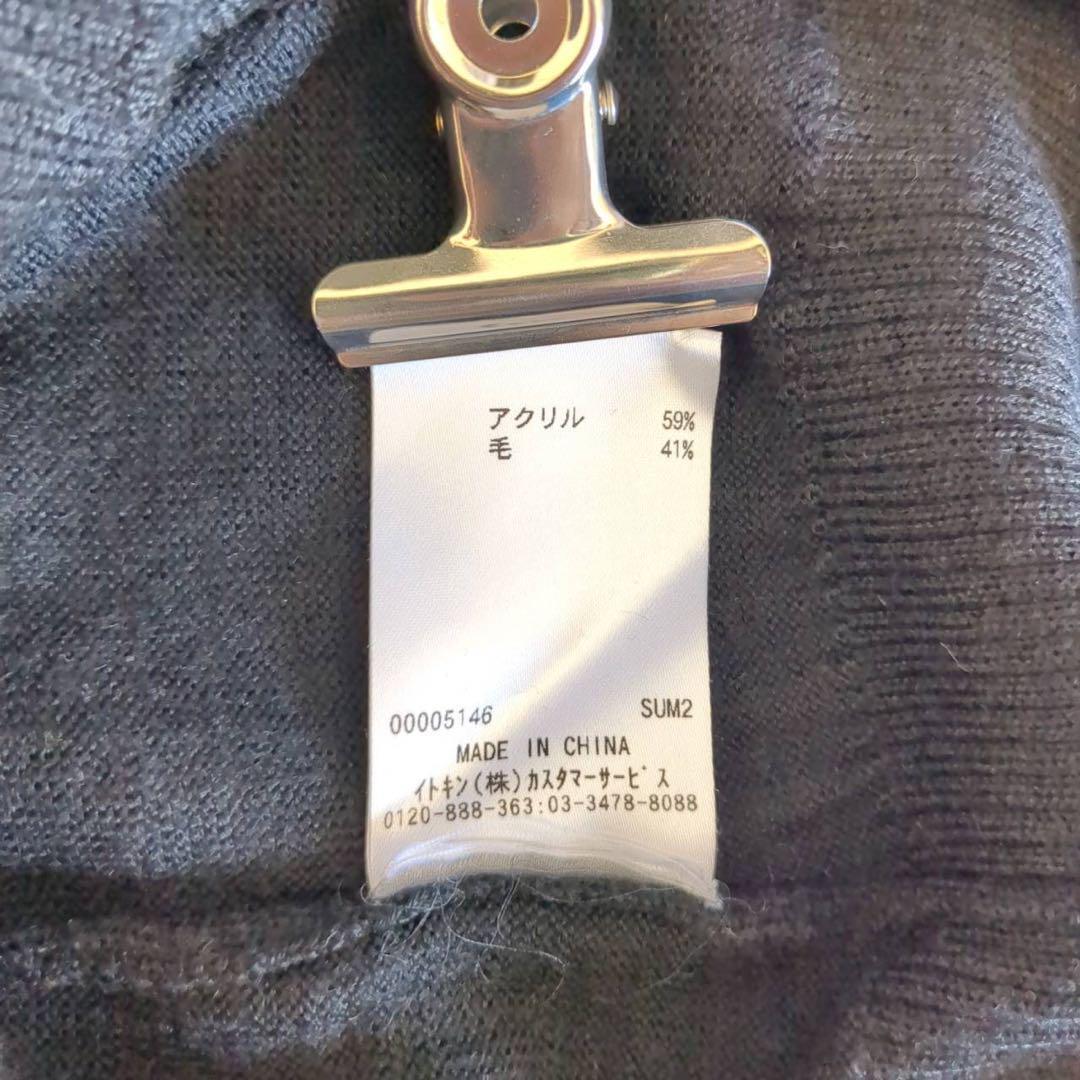 アクリル 59%
毛 41%
00005146 SUM2
MADE IN CHINA
イトキン(株)カスタマーサービス
0120-888-363:03-3478-8088